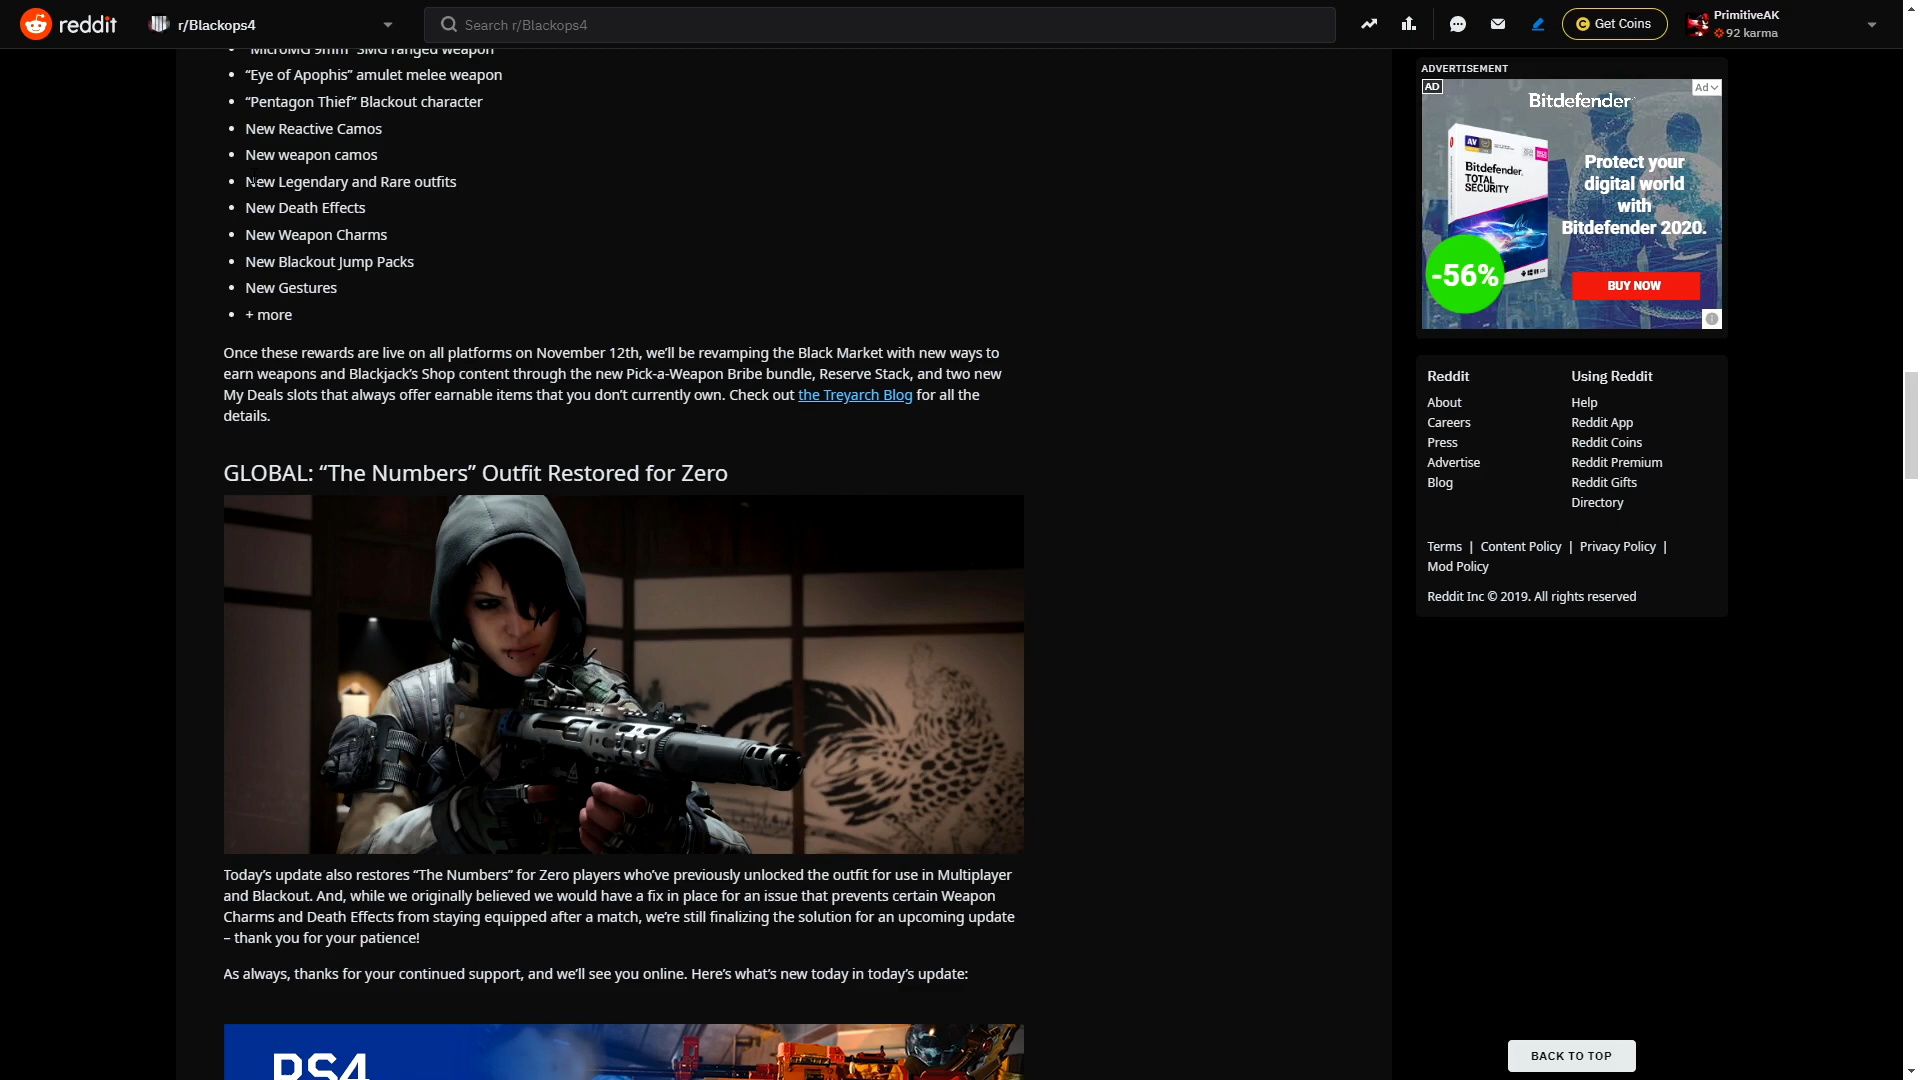 reddit
r/Blackops4
Search r/Blackops4
Get Coins
PrimitiveAK
92 karma
“MicroMG 9mm” SMG ranged weapon
“Eye of Apophis” amulet melee weapon
“Pentagon Thief” Blackout character
New Reactive Camos
New weapon camos
New Legendary and Rare outfits
New Death Effects
New Weapon Charms
New Blackout Jump Packs
New Gestures
+ more
Once these rewards are live on all platforms on November 12th, we’ll be revamping the Black Market with new ways to
earn weapons and Blackjack’s Shop content through the new Pick-a-Weapon Bribe bundle, Reserve Stack, and two new
My Deals slots that always offer earnable items that you don’t currently own. Check out the Treyarch Blog for all the
details.
GLOBAL: “The Numbers” Outfit Restored for Zero
Today’s update also restores “The Numbers” for Zero players who’ve previously unlocked the outfit for use in Multiplayer
and Blackout. And, while we originally believed we would have a fix in place for an issue that prevents certain Weapon
Charms and Death Effects from staying equipped after a match, we’re still finalizing the solution for an upcoming update
– thank you for your patience!
As always, thanks for your continued support, and we’ll see you online. Here’s what’s new today in today’s update:
PS4
ADVERTISEMENT
AD
Ad
Bitdefender
AV
Bitdefender
TOTAL
SECURITY
Protect your
digital world
with
Bitdefender 2020.
-56%
BUY NOW
Reddit
About
Careers
Press
Advertise
Blog
Using Reddit
Help
Reddit App
Reddit Coins
Reddit Premium
Reddit Gifts
Directory
Terms | Content Policy | Privacy Policy |
Mod Policy
Reddit Inc © 2019. All rights reserved
BACK TO TOP